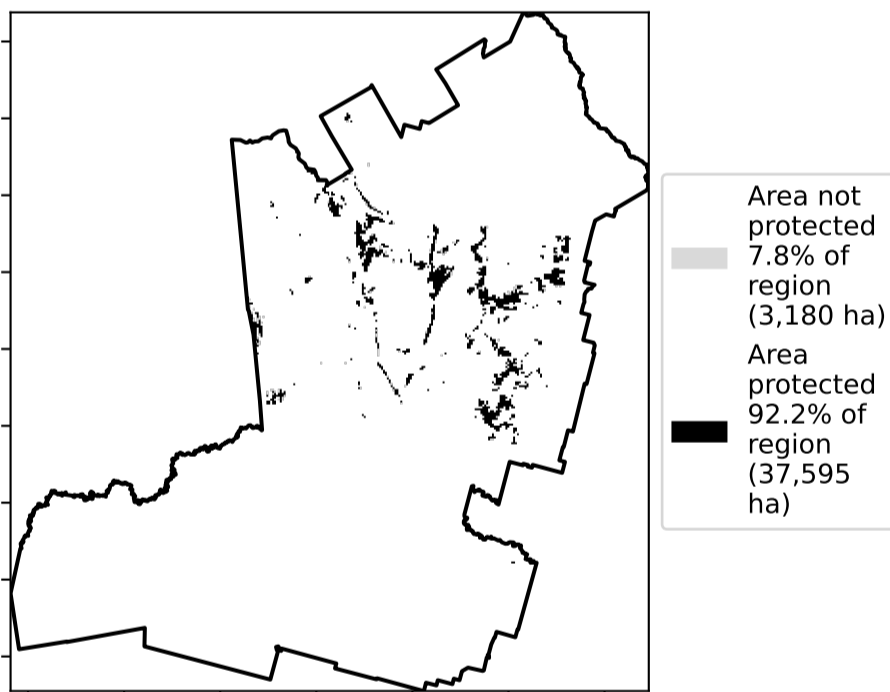 Area not
protected
7.8% of
region
(3,180 ha)
Area
protected
92.2% of
region
(37,595
ha)